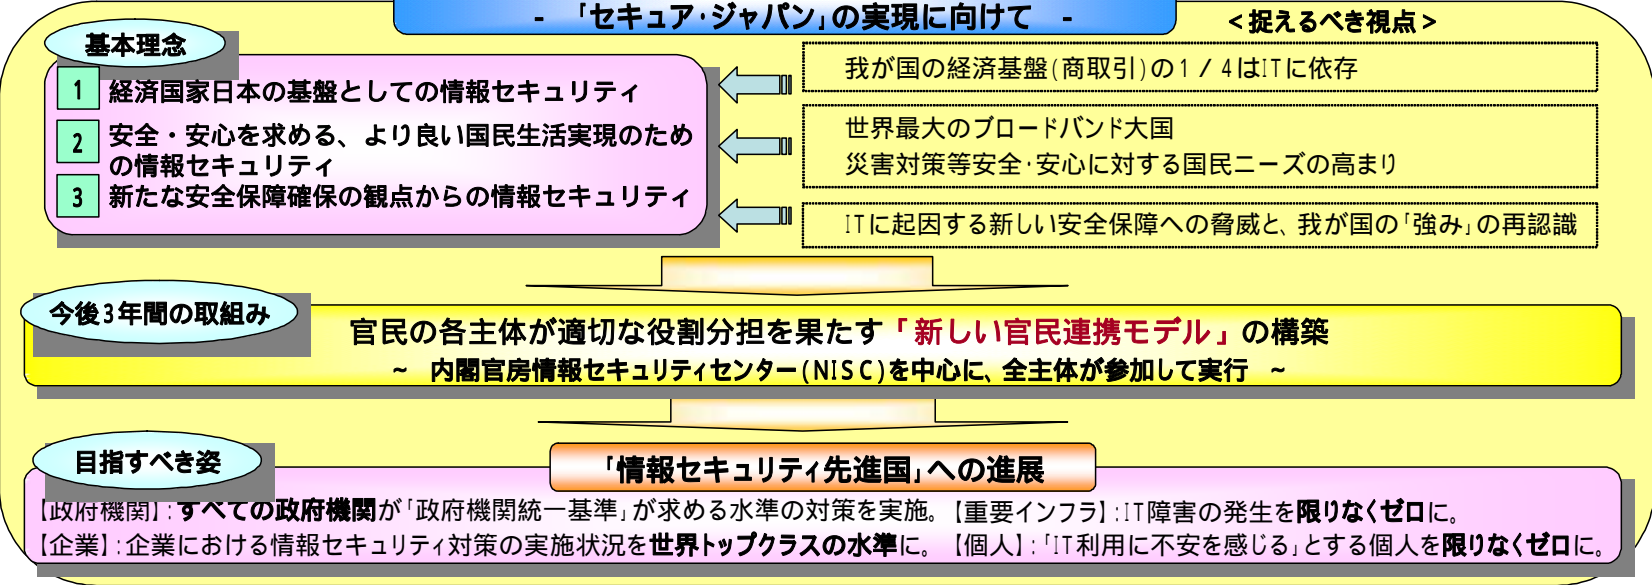 - 「セキュア・ジャパン」の実現に向けて -
＜捉えるべき視点＞
基本理念
1 経済国家日本の基盤としての情報セキュリティ
2 安全・安心を求める、より良い国民生活実現のため
の情報セキュリティ
3 新たな安全保障確保の観点からの情報セキュリティ
我が国の経済基盤(商取引)の1/4はITに依存
世界最大のブロードバンド大国
災害対策等安全・安心に対する国民ニーズの高まり
ITに起因する新しい安全保障への脅威と、我が国の「強み」の再認識
今後3年間の取組み
官民の各主体が適切な役割分担を果たす「新しい官民連携モデル」の構築
~ 内閣官房情報セキュリティセンター(NISC)を中心に、全主体が参加して実行 ~
目指すべき姿
「情報セキュリティ先進国」への進展
【政府機関】:すべての政府機関が「政府機関統一基準」が求める水準の対策を実施。【重要インフラ】:IT障害の発生を限りなくゼロに。
【企業】:企業における情報セキュリティ対策の実施状況を世界トップクラスの水準に。【個人】:「IT利用に不安を感じる」とする個人を限りなくゼロに。